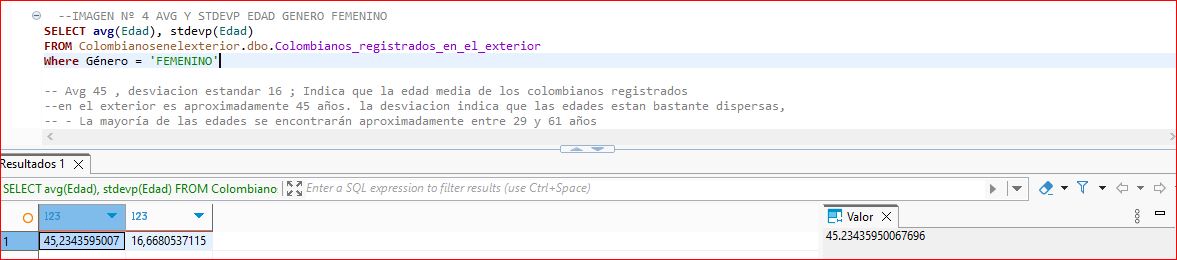 --IMAGEN Nº 4 AVG Y STDEVP EDAD GENERO FEMENINO
SELECT avg(Edad), stdevp(Edad)
FROM Colombianosenelexterior.dbo.Colombianos_registrados_en_el_exterior
Where Género = 'FEMENINO'
-- Avg 45 , desviacion estandar 16 ; Indica que la edad media de los colombianos registrados
--en el exterior es aproximadamente 45 años. la desviacion indica que las edades estan bastante dispersas,
-- - La mayoría de las edades se encontrarán aproximadamente entre 29 y 61 años
Resultados 1
SELECT avg(Edad), stdevp(Edad) FROM Colombiano Enter a SQL expression to filter results (use Ctrl+Space)
123 123 Valor
1 45,2343595007 16,6680537115 45.23435950067696